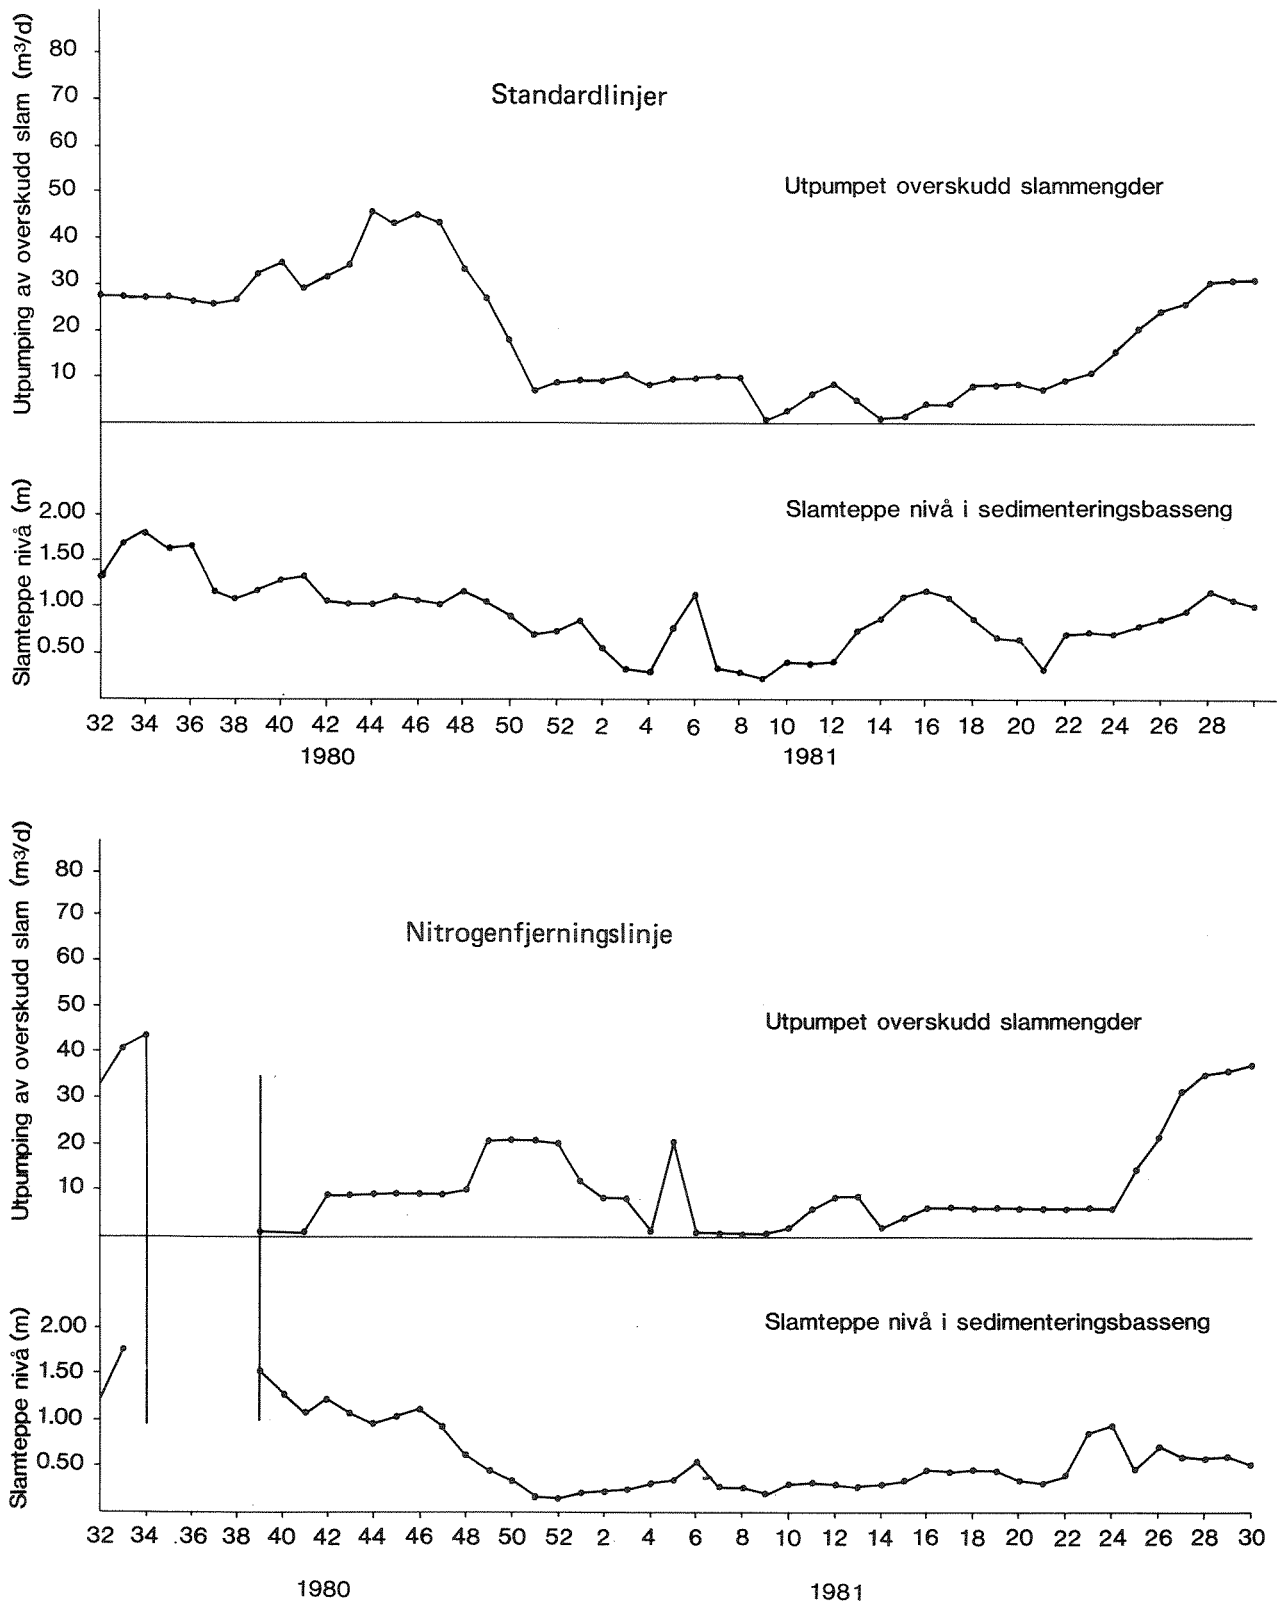 Utpumping av overskudd slam (m³/d)
80
70
60
50
40
30
20
10
Standardlinjer
Utpumpet overskudd slammengder
Slamteppe nivå (m)
2.00
1.50
1.00
0.50
Slamteppe nivå i sedimenteringsbasseng
32 34 36 38 40 42 44 46 48 50 52 2 4 6 8 10 12 14 16 18 20 22 24 26 28
1980 1981
Utpumping av overskudd slam (m³/d)
80
70
60
50
40
30
20
10
Nitrogenfjerningslinje
Utpumpet overskudd slammengder
Slamteppe nivå (m)
2.00
1.50
1.00
0.50
Slamteppe nivå i sedimenteringsbasseng
32 34 36 38 40 42 44 46 48 50 52 2 4 6 8 10 12 14 16 18 20 22 24 26 28 30
1980 1981